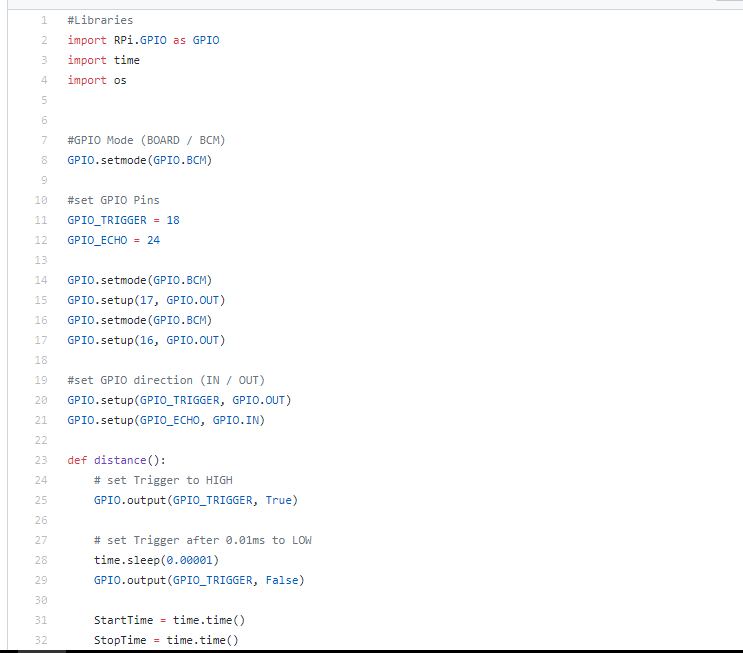 1 #Libraries
2 import RPi.GPIO as GPIO
3 import time
4 import os
5
6
7 #GPIO Mode (BOARD / BCM)
8 GPIO.setmode(GPIO.BCM)
9
10 #set GPIO Pins
11 GPIO_TRIGGER = 18
12 GPIO_ECHO = 24
13
14 GPIO.setmode(GPIO.BCM)
15 GPIO.setup(17, GPIO.OUT)
16 GPIO.setmode(GPIO.BCM)
17 GPIO.setup(16, GPIO.OUT)
18
19 #set GPIO direction (IN / OUT)
20 GPIO.setup(GPIO_TRIGGER, GPIO.OUT)
21 GPIO.setup(GPIO_ECHO, GPIO.IN)
22
23 def distance():
24     # set Trigger to HIGH
25     GPIO.output(GPIO_TRIGGER, True)
26
27     # set Trigger after 0.01ms to LOW
28     time.sleep(0.00001)
29     GPIO.output(GPIO_TRIGGER, False)
30
31     StartTime = time.time()
32     StopTime = time.time()